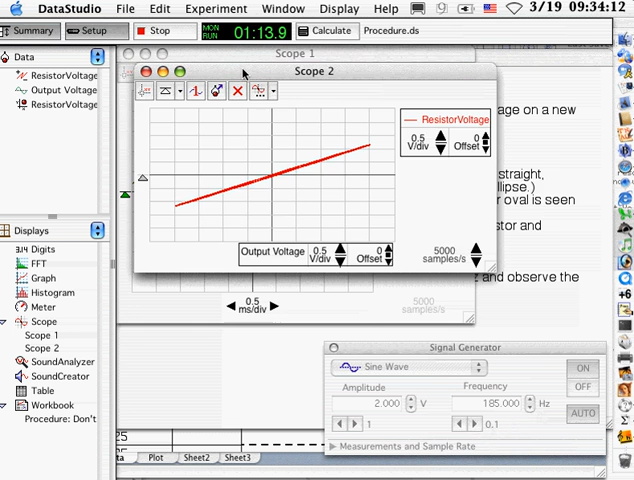 DataStudio File Edit Experiment Window Display Help 3/19 09:34:12
Summary Setup Stop MON RUN 01:13.9 Calculate Procedure.ds
Scope 1
Data
ResistorVoltage
Output Voltage
ResistorVoltage
Scope 2
ResistorVoltage
0.5 V/div 0 Offset
Output Voltage 0.5 V/div 0 Offset
5000 samples/s
age on a new
straight,
llipse.)
r oval is seen
stor and
z and observe the
0.5 ms/div
5000 samples/s
Displays
3.14 Digits
FFT
Graph
Histogram
Meter
Scope
Scope 1
Scope 2
SoundAnalyzer
SoundCreator
Table
Workbook
Procedure: Don't
Signal Generator
Sine Wave
ON
OFF
AUTO
Amplitude Frequency
2.000 V 185.000 Hz
1 0.1
Measurements and Sample Rate
25
ta Plot Sheet2 Sheet3
+6